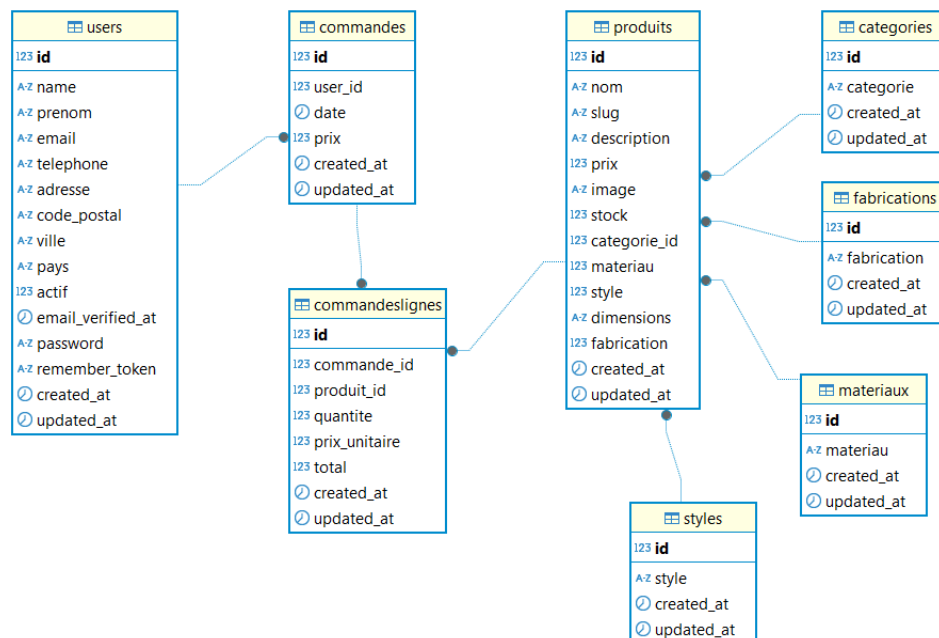 users
123 id
A-Z name
A-Z prenom
A-Z email
A-Z telephone
A-Z adresse
A-Z code_postal
A-Z ville
A-Z pays
123 actif
email_verified_at
A-Z password
A-Z remember_token
created_at
updated_at
commandes
123 id
123 user_id
date
123 prix
created_at
updated_at
commandeslignes
123 id
123 commande_id
123 produit_id
123 quantite
123 prix_unitaire
123 total
created_at
updated_at
produits
123 id
A-Z nom
A-Z slug
A-Z description
123 prix
A-Z image
123 stock
123 categorie_id
123 materiau
123 style
A-Z dimensions
123 fabrication
created_at
updated_at
categories
123 id
A-Z categorie
created_at
updated_at
fabrications
123 id
A-Z fabrication
created_at
updated_at
materiaux
123 id
A-Z materiau
created_at
updated_at
styles
123 id
A-Z style
created_at
updated_at